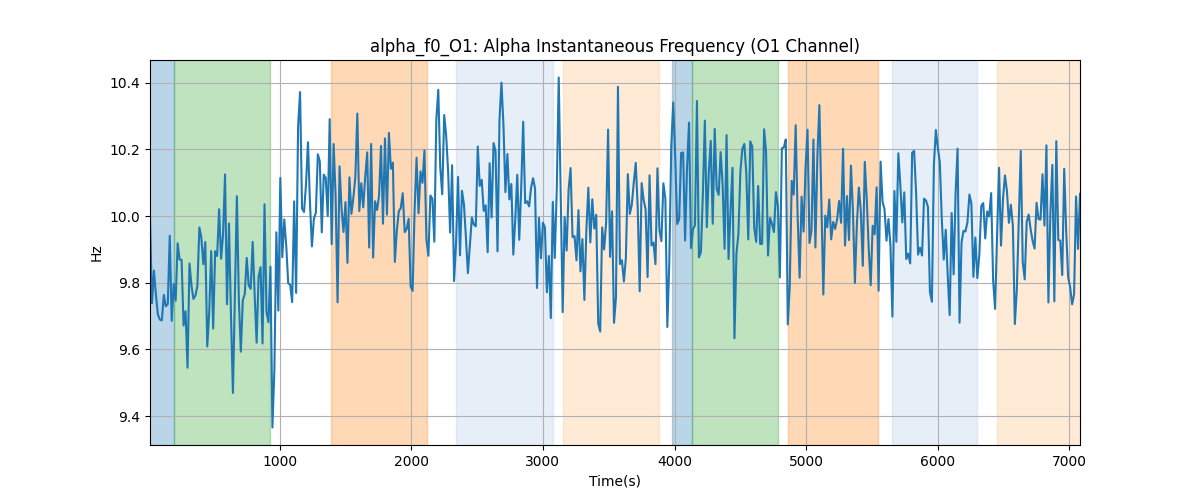 alpha_f0_O1: Alpha Instantaneous Frequency (O1 Channel)
10.4
10.2
10.0
9.8
9.6
9.4
Hz
1000 2000 3000 4000 5000 6000 7000
Time(s)